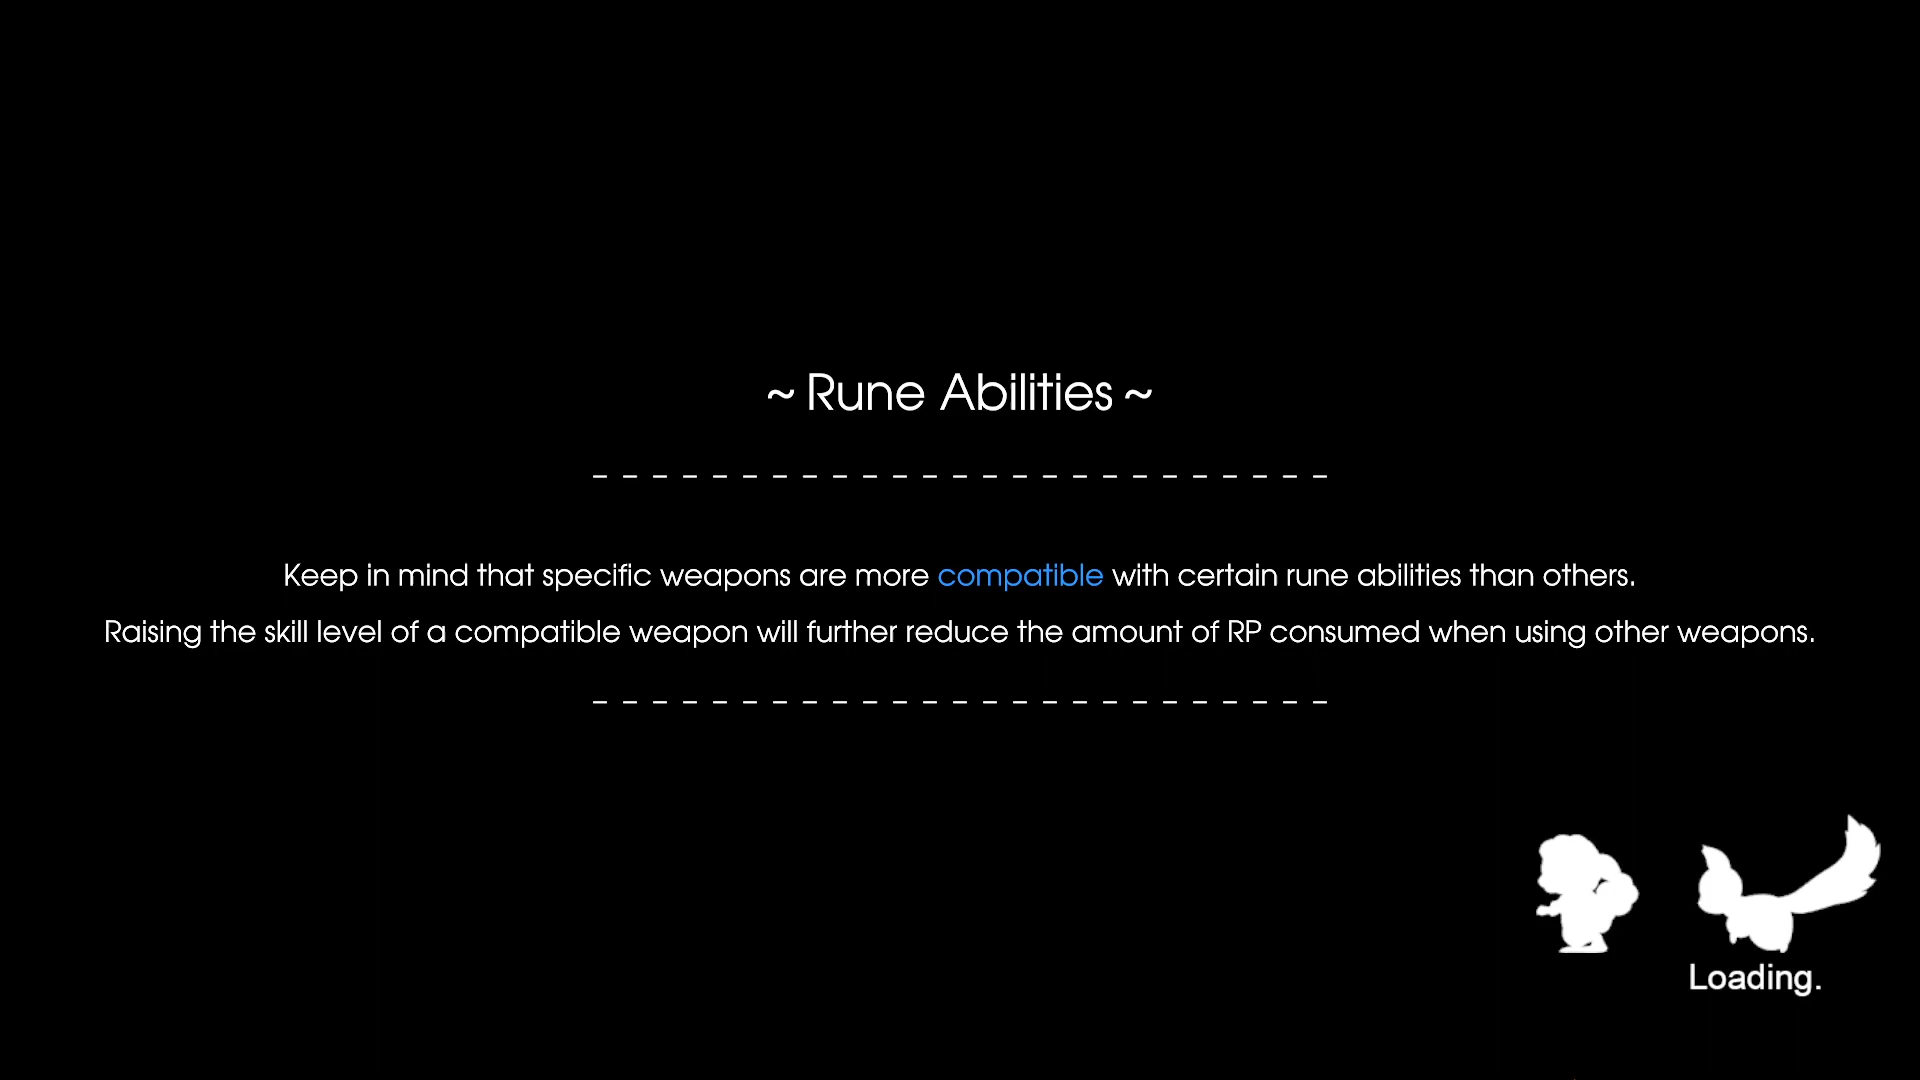 ~ Rune Abilities ~
_ _ _ _ _ _ _ _ _ _ _ _ _ _ _ _ _ _ _ _ _ _ _ _ _
Keep in mind that specific weapons are more compatible with certain rune abilities than others.
Raising the skill level of a compatible weapon will further reduce the amount of RP consumed when using other weapons.
_ _ _ _ _ _ _ _ _ _ _ _ _ _ _ _ _ _ _ _ _ _ _ _ _
Loading.